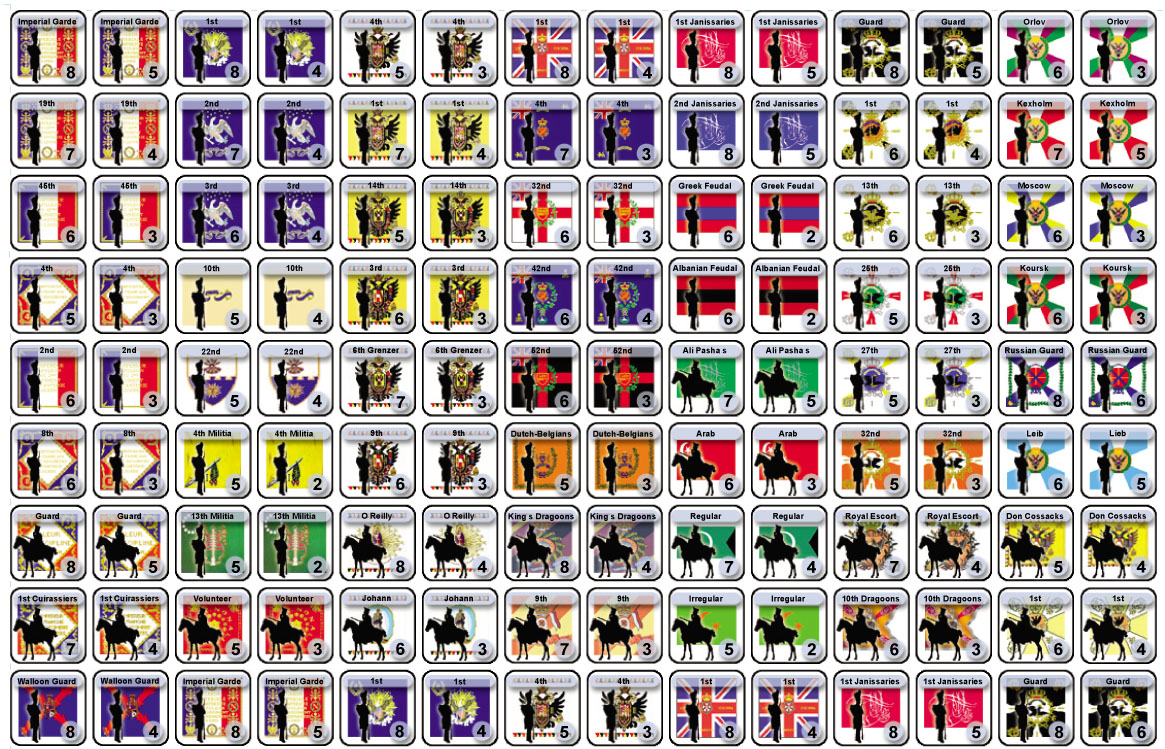 Imperial Garde Imperial Garde 1st 1st 4th 4th 1st 1st 1st Janissaries 1st Janissaries Guard Guard Orlov Orlov
8 5 8 4 5 3 8 4 8 5 8 5 6 3
19th 19th 2nd 2nd 1st 1st 4th 4th 2nd Janissaries 2nd Janissaries 1st 1st Kexholm Kexholm
7 4 7 4 7 4 7 3 8 5 6 4 7 5
45th 45th 3rd 3rd 14th 14th 32nd 32nd Greek Feudal Greek Feudal 13th 13th Moscow Moscow
6 3 6 4 5 3 6 3 6 2 6 3 6 3
4th 4th 10th 10th 3rd 3rd 42nd 42nd Albanian Feudal Albanian Feudal 25th 25th Koursk Koursk
5 3 5 4 6 3 6 4 6 2 5 3 6 3
2nd 2nd 22nd 22nd 6th Grenzer 6th Grenzer 52nd 52nd Ali Pasha s Ali Pasha s 27th 27th Russian Guard Russian Guard
6 3 5 4 7 3 6 3 7 5 5 3 8 6
8th 8th 4th Militia 4th Militia 9th 9th Dutch-Belgians Dutch-Belgians Arab Arab 32nd 32nd Leib Lieb
6 3 5 2 6 3 5 3 6 3 5 3 6 5
Guard Guard 13th Militia 13th Militia O Reilly O Reilly King s Dragoons King s Dragoons Regular Regular Royal Escort Royal Escort Don Cossacks Don Cossacks
8 5 5 2 8 4 8 4 7 4 7 4 5 5
1st Cuirassiers 1st Cuirassiers Volunteer Volunteer Johann Johann 9th 9th Irregular Irregular 10th Dragoons 10th Dragoons 1st 1st
7 4 5 3 6 3 7 3 5 2 6 3 6 4
Walloon Guard Walloon Guard Imperial Garde Imperial Garde 1st 1st 4th 4th 1st 1st 1st Janissaries 1st Janissaries Guard Guard
8 4 8 5 8 4 5 3 8 4 8 5 8 6